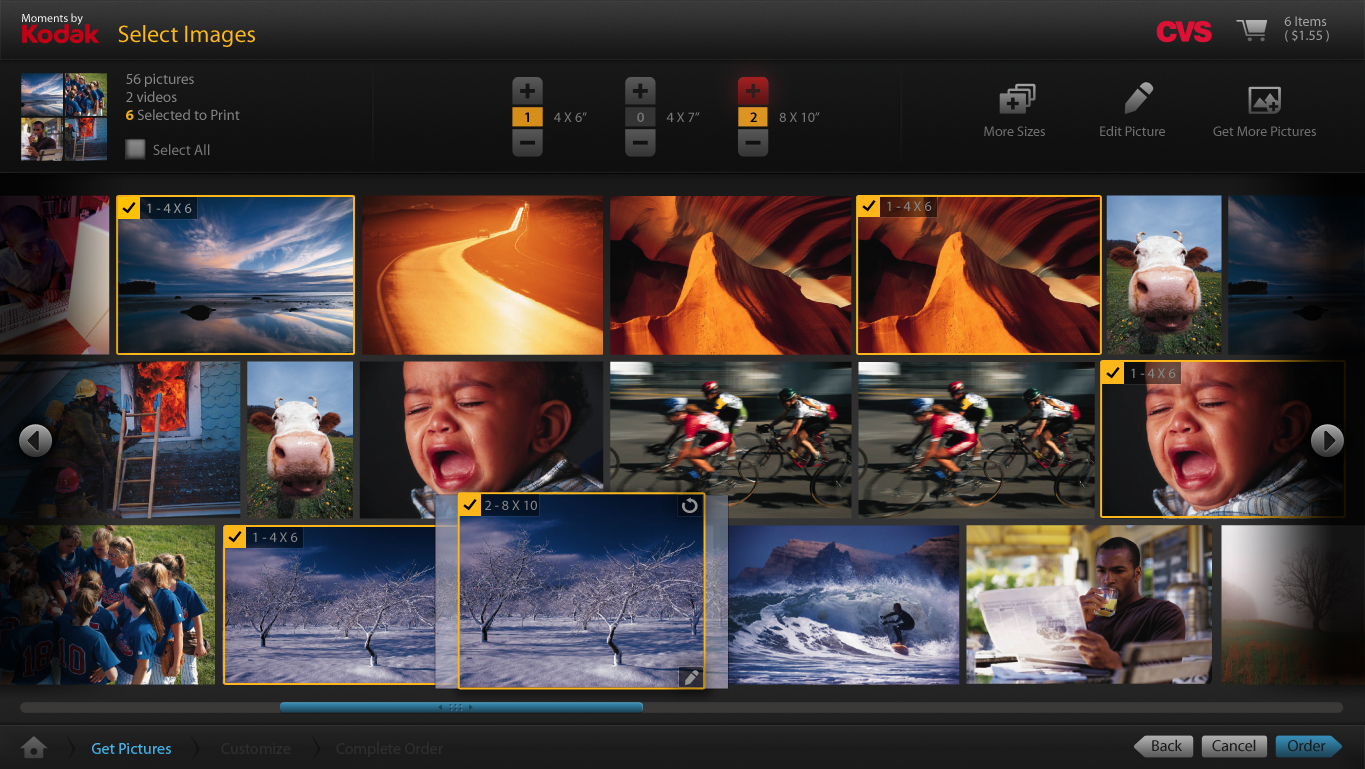 Moments by
Kodak
Select Images
CVS
6 Items
( $1.55 )
56 pictures
2 videos
6 Selected to Print
Select All
1 4 X 6″
0 4 X 7″
2 8 X 10″
More Sizes
Edit Picture
Get More Pictures
1 - 4 X 6
1 - 4 X 6
1 - 4 X 6
1 - 4 X 6
2 - 8 X 10
18
10
Get Pictures
Customize
Complete Order
Back
Cancel
Order